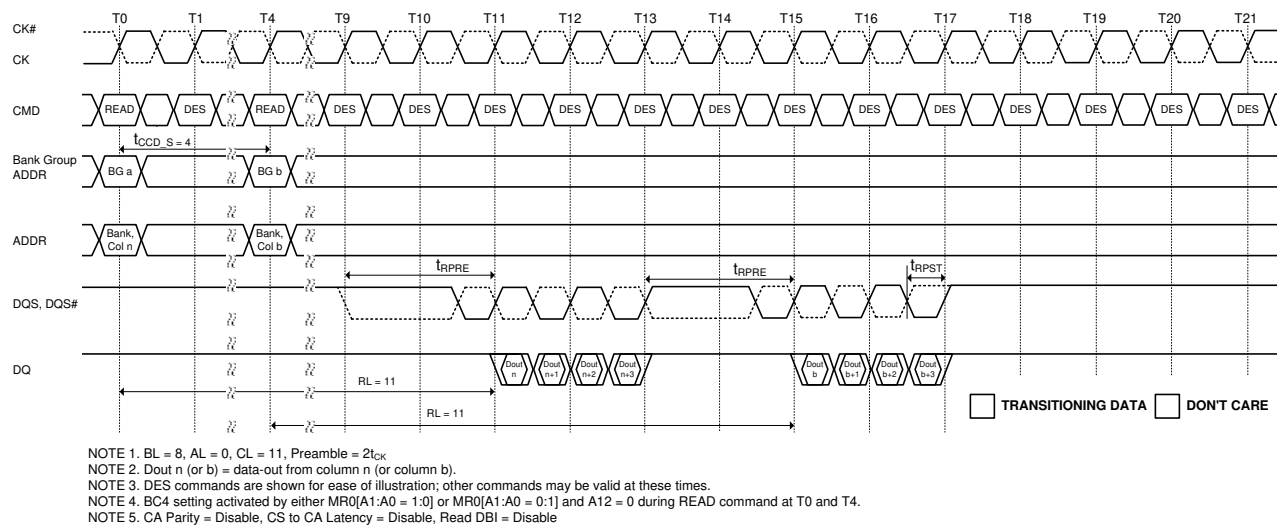 T0 T1 T4 T9 T10 T11 T12 T13 T14 T15 T16 T17 T18 T19 T20 T21
CK#
CK
CMD READ DES READ DES DES DES DES DES DES DES DES DES DES DES DES DES
tCCD_S = 4
Bank Group
ADDR
BG a BG b
ADDR
Bank,
Col n
Bank,
Col b
tRPRE tRPRE tRPST
DQS, DQS#
DQ
Dout
n
Dout
n+1
Dout
n+2
Dout
n+3
Dout
b
Dout
b+1
Dout
b+2
Dout
b+3
RL = 11
RL = 11
TRANSITIONING DATA DON'T CARE
NOTE 1. BL = 8, AL = 0, CL = 11, Preamble = 2tCK
NOTE 2. Dout n (or b) = data-out from column n (or column b).
NOTE 3. DES commands are shown for ease of illustration; other commands may be valid at these times.
NOTE 4. BC4 setting activated by either MR0[A1:A0 = 1:0] or MR0[A1:A0 = 0:1] and A12 = 0 during READ command at T0 and T4.
NOTE 5. CA Parity = Disable, CS to CA Latency = Disable, Read DBI = Disable